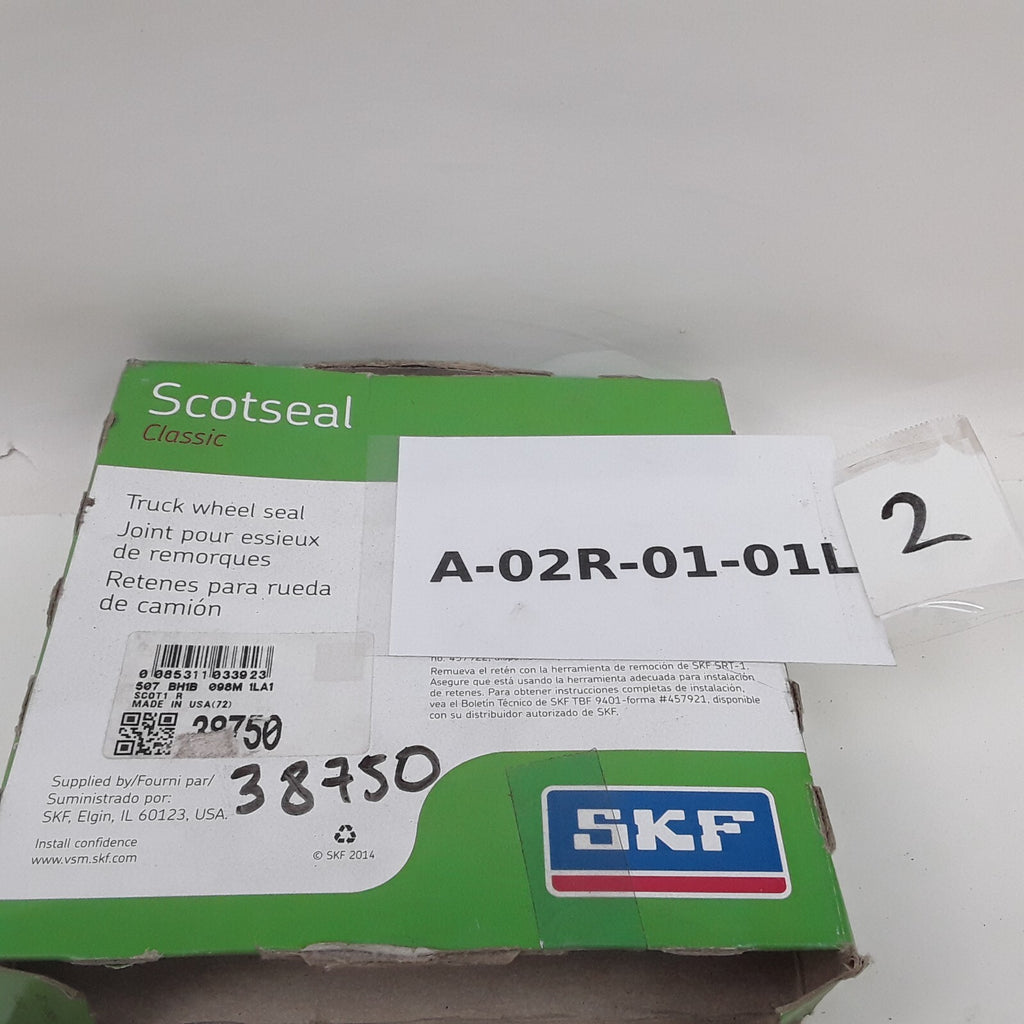 Scotseal
Classic
Truck wheel seal
Joint pour essieux
de remorques
Retenes para rueda
de camión
A-02R-01-01L
2
0 085311 033923
507 BH1B 098M 1LA1
SCOT1 R
MADE IN USA(72)
38750
38750
Remueva el retén con la herramienta de remoción de SKF SRT-1.
Asegure que está usando la herramienta adecuada para instalación
de retenes. Para obtener instrucciones completas de instalación,
vea el Boletín Técnico de SKF TBF 9401-forma #457921, disponible
con su distribuidor autorizado de SKF.
Supplied by/Fourni par/
Suministrado por:
SKF, Elgin, IL 60123, USA.
Install confidence
www.vsm.skf.com
© SKF 2014
SKF